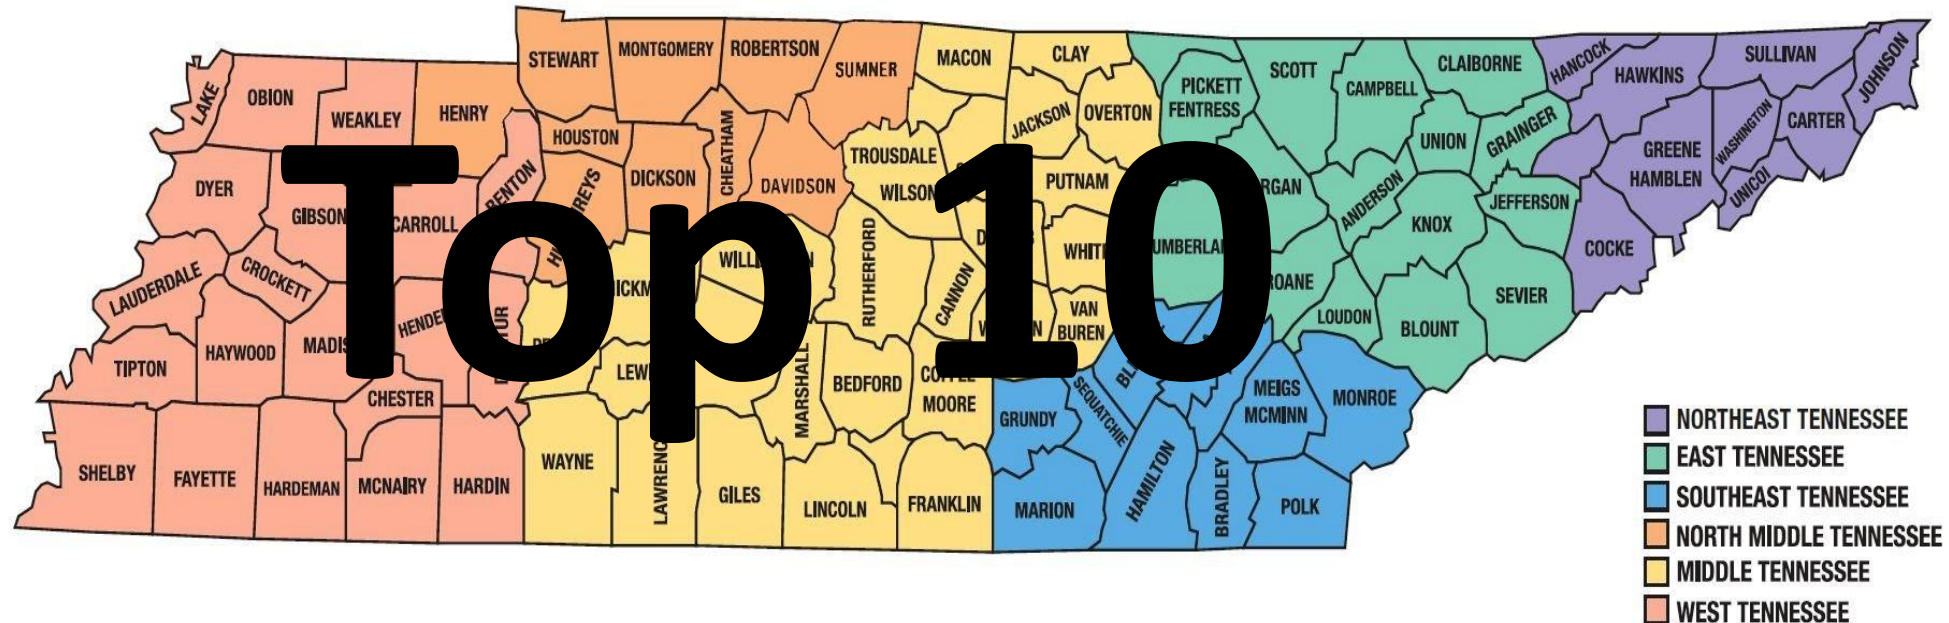 STEWART
MONTGOMERY
ROBERTSON
SUMNER
MACON
CLAY
PICKETT
FENTRESS
SCOTT
CAMPBELL
CLAIBORNE
HANCOCK
HAWKINS
SULLIVAN
JOHNSON
LAKE
OBION
WEAKLEY
HENRY
HOUSTON
CHEATHAM
TROUSDALE
WILSON
JACKSON
OVERTON
UNION
GRAINGER
GREENE
HAMBLEN
WASHINGTON
CARTER
UNICOI
DYER
GIBSON
CARROLL
DICKSON
DAVIDSON
PUTNAM
ANDERSON
KNOX
JEFFERSON
COCKE
Top 10
LAUDERDALE
CROCKETT
RUTHERFORD
CANNON
VAN
BUREN
LOUDON
BLOUNT
SEVIER
TIPTON
HAYWOOD
CHESTER
MARSHALL
BEDFORD
MOORE
GRUNDY
SEQUATCHIE
MEIGS
MCMINN
MONROE
SHELBY
FAYETTE
HARDEMAN
MCNAIRY
HARDIN
WAYNE
GILES
LINCOLN
FRANKLIN
MARION
HAMILTON
BRADLEY
POLK
NORTHEAST TENNESSEE
EAST TENNESSEE
SOUTHEAST TENNESSEE
NORTH MIDDLE TENNESSEE
MIDDLE TENNESSEE
WEST TENNESSEE